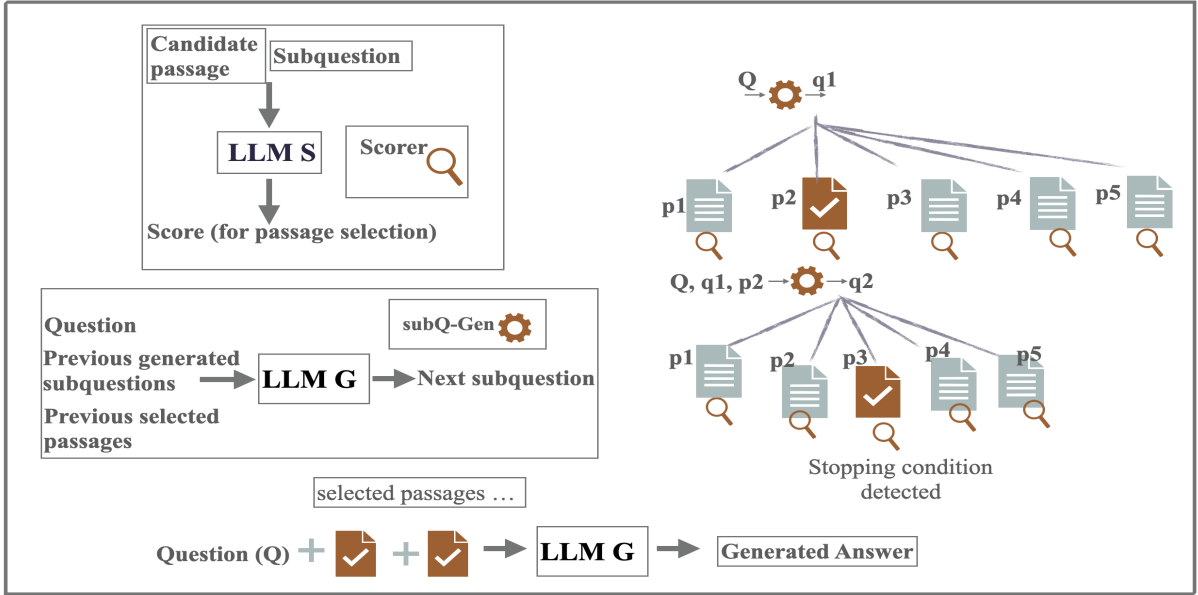 Candidate
passage
Subquestion
LLM S
Scorer
Score (for passage selection)
Question
Previous generated
subquestions
Previous selected
passages
LLM G
subQ-Gen
Next subquestion
Q
q1
p1
p2
p3
p4
p5
Q, q1, p2
q2
p1
p2
p3
p4
p5
Stopping condition
detected
selected passages …
Question (Q)
+
+
LLM G
Generated Answer